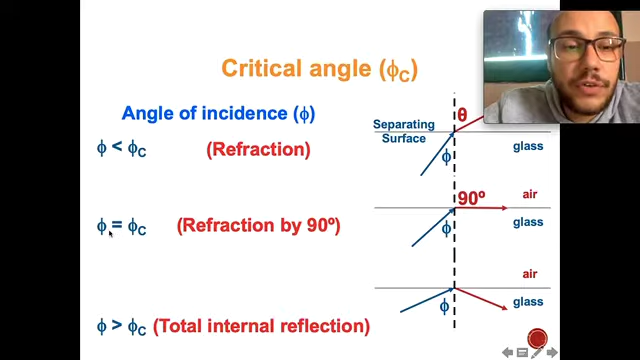 Critical angle (ϕC)
Angle of incidence (ϕ)
ϕ < ϕC (Refraction)
Separating
Surface
θ
ϕ
glass
ϕ = ϕC (Refraction by 90º)
90º
air
ϕ
glass
ϕ > ϕC (Total internal reflection)
air
ϕ
glass